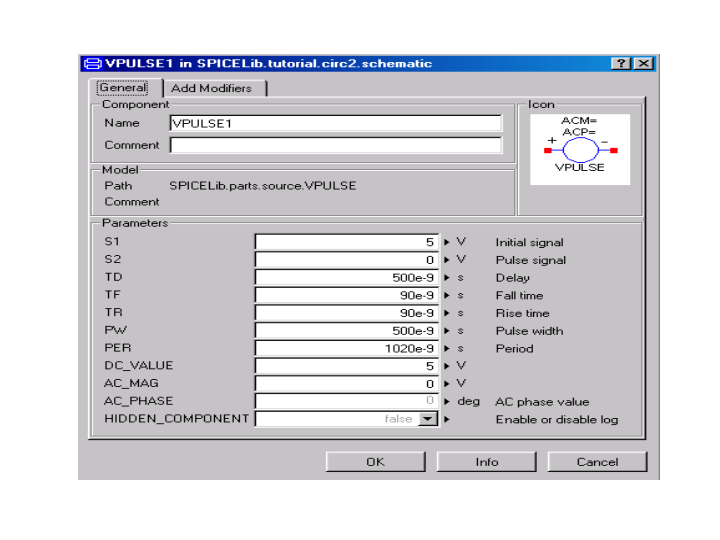 VPULSE1 in SPICELib.tutorial.circ2.schematic
General Add Modifiers
Component
Name VPULSE1
Comment
Icon
ACM=
ACP=
+ -
VPULSE
Model
Path SPICELib.parts.source.VPULSE
Comment
Parameters
S1 5 V Initial signal
S2 0 V Pulse signal
TD 500e-9 s Delay
TF 90e-9 s Fall time
TR 90e-9 s Rise time
PW 500e-9 s Pulse width
PER 1020e-9 s Period
DC_VALUE 5 V
AC_MAG 0 V
AC_PHASE 0 deg AC phase value
HIDDEN_COMPONENT false Enable or disable log
OK Info Cancel